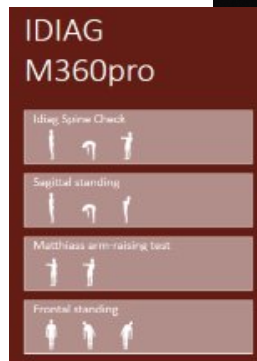 IDIAG
M360pro
Idiag Spine Check
Sagittal standing
Matthiass arm-raising test
Frontal standing